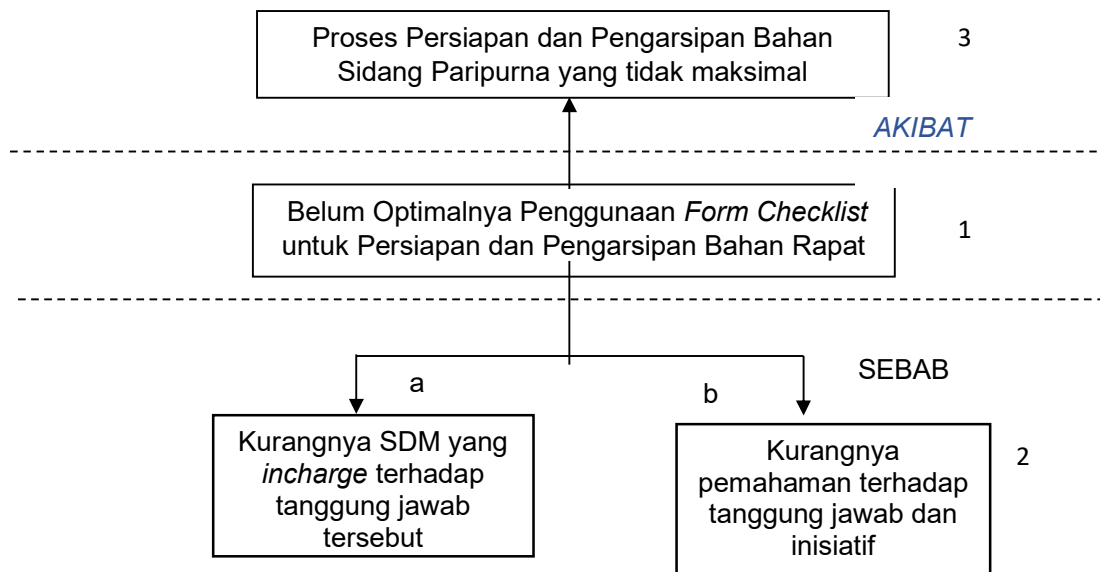 Proses Persiapan dan Pengarsipan Bahan
Sidang Paripurna yang tidak maksimal
3
AKIBAT
Belum Optimalnya Penggunaan Form Checklist
untuk Persiapan dan Pengarsipan Bahan Rapat
1
SEBAB
a
b
Kurangnya SDM yang
incharge terhadap
tanggung jawab
tersebut
Kurangnya
pemahaman terhadap
tanggung jawab dan
inisiatif
2